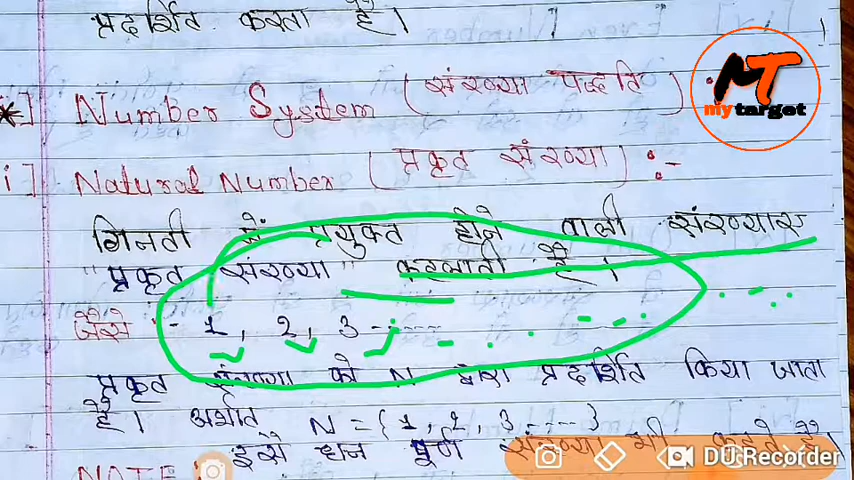 प्रदर्शित करता है।
*] Number System (संख्या पद्धति) :
i] Natural Number (प्रकृत संख्या) :-
गिनती में प्रयुक्त होने वाली संख्याएं
"प्रकृत संख्या" कहलाती है।
जैसे :- 1, 2, 3 -----
प्रकृत संख्या को N द्वारा प्रदर्शित किया जाता
है। अर्थात N = {1, 2, 3 ----}
इसे धन पूर्ण संख्या भी कहते है।
NOTE :
MT
my target
DU Recorder